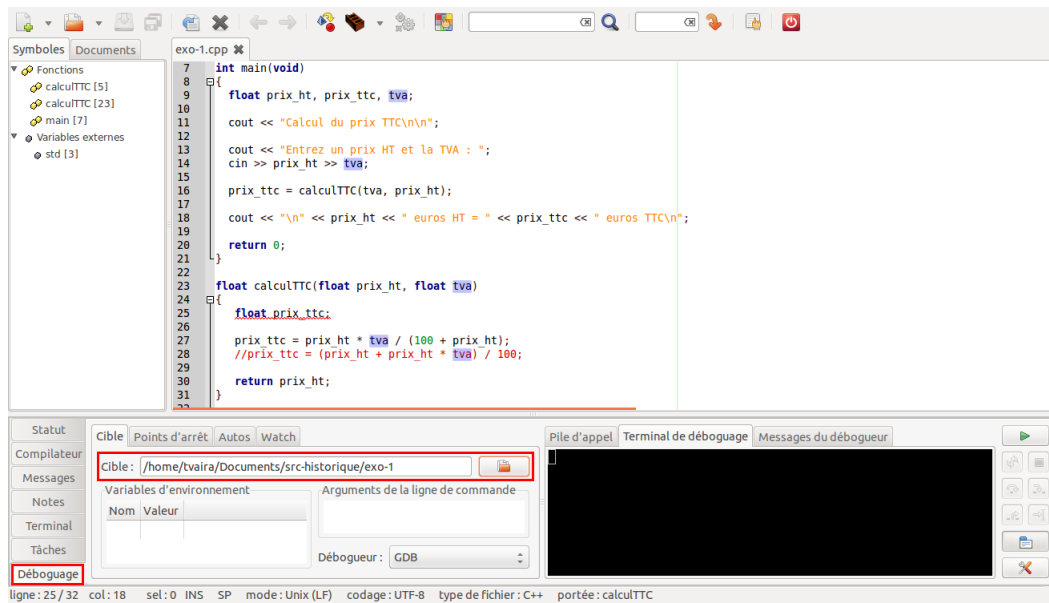 Symboles Documents
Fonctions
calculTTC [5]
calculTTC [23]
main [7]
Variables externes
std [3]
exo-1.cpp
7 int main(void)
8 {
9 float prix_ht, prix_ttc, tva;
10
11 cout << "Calcul du prix TTC\n\n";
12
13 cout << "Entrez un prix HT et la TVA : ";
14 cin >> prix_ht >> tva;
15
16 prix_ttc = calculTTC(tva, prix_ht);
17
18 cout << "\n" << prix_ht << " euros HT = " << prix_ttc << " euros TTC\n";
19
20 return 0;
21 }
22
23 float calculTTC(float prix_ht, float tva)
24 {
25 float prix_ttc;
26
27 prix_ttc = prix_ht * tva / (100 + prix_ht);
28 //prix_ttc = (prix_ht + prix_ht * tva) / 100;
29
30 return prix_ht;
31 }
Statut
Compilateur
Messages
Notes
Terminal
Tâches
Déboguage
Cible Points d'arrêt Autos Watch
Cible : /home/tvaira/Documents/src-historique/exo-1
Variables d'environnement
Nom Valeur
Arguments de la ligne de commande
Débogueur : GDB
Pile d'appel Terminal de déboguage Messages du débogueur
ligne : 25 / 32 col : 18 sel : 0 INS SP mode : Unix (LF) codage : UTF-8 type de fichier : C++ portée : calculTTC